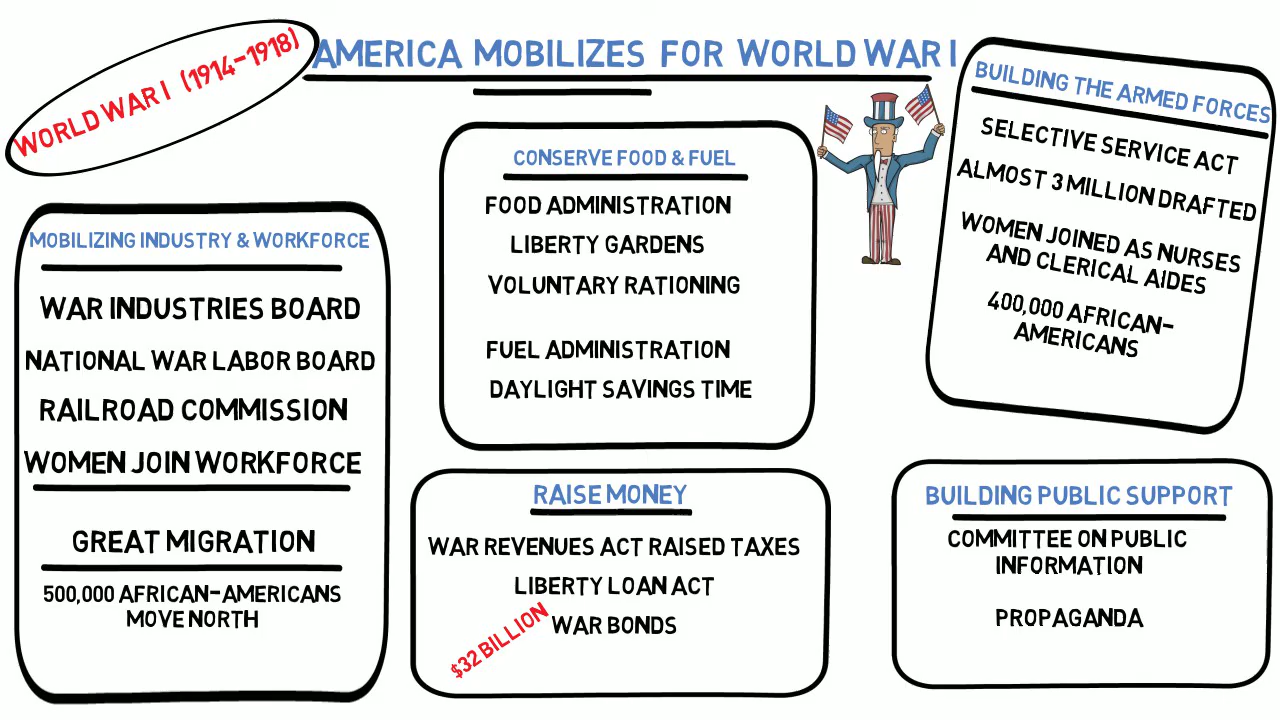 WORLD WAR I (1914-1918)
AMERICA MOBILIZES FOR WORLD WAR I
MOBILIZING INDUSTRY & WORKFORCE
WAR INDUSTRIES BOARD
NATIONAL WAR LABOR BOARD
RAILROAD COMMISSION
WOMEN JOIN WORKFORCE
GREAT MIGRATION
500,000 AFRICAN-AMERICANS
MOVE NORTH
CONSERVE FOOD & FUEL
FOOD ADMINISTRATION
LIBERTY GARDENS
VOLUNTARY RATIONING
FUEL ADMINISTRATION
DAYLIGHT SAVINGS TIME
RAISE MONEY
WAR REVENUES ACT RAISED TAXES
LIBERTY LOAN ACT
WAR BONDS
$32 BILLION
BUILDING THE ARMED FORCES
SELECTIVE SERVICE ACT
ALMOST 3 MILLION DRAFTED
WOMEN JOINED AS NURSES
AND CLERICAL AIDES
400,000 AFRICAN-
AMERICANS
BUILDING PUBLIC SUPPORT
COMMITTEE ON PUBLIC
INFORMATION
PROPAGANDA